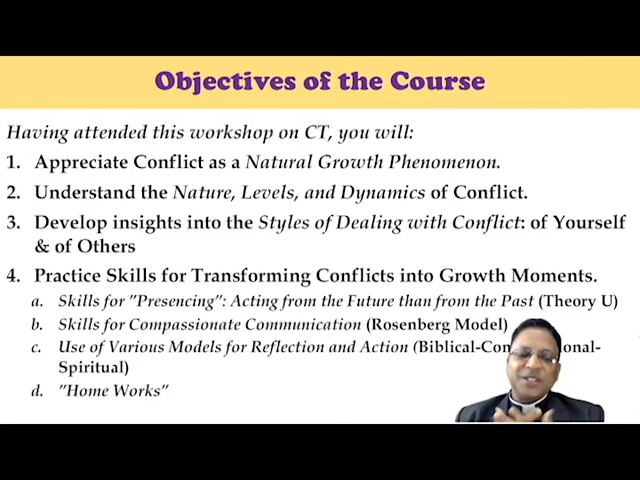 Objectives of the Course
Having attended this workshop on CT, you will:
1. Appreciate Conflict as a Natural Growth Phenomenon.
2. Understand the Nature, Levels, and Dynamics of Conflict.
3. Develop insights into the Styles of Dealing with Conflict: of Yourself
& of Others
4. Practice Skills for Transforming Conflicts into Growth Moments.
a. Skills for ”Presencing”: Acting from the Future than from the Past (Theory U)
b. Skills for Compassionate Communication (Rosenberg Model)
c. Use of Various Models for Reflection and Action (Biblical-Con
Spiritual)
d. ”Home Works”